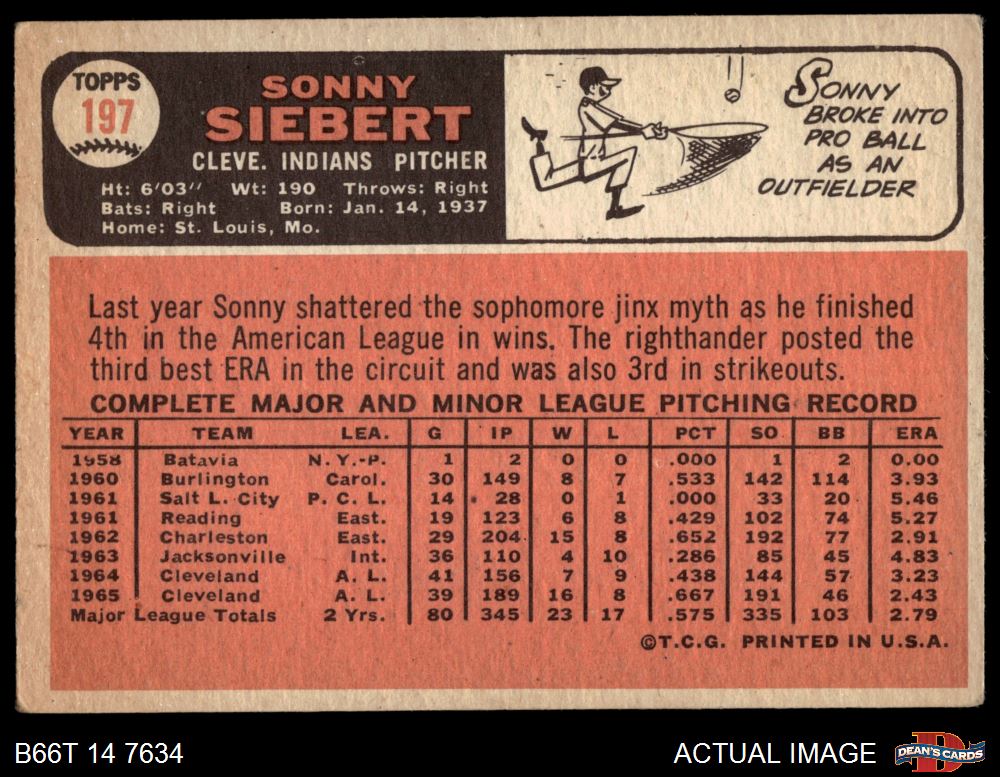 TOPPS
197
SONNY
SIEBERT
CLEVE. INDIANS PITCHER
Ht: 6'03" Wt: 190 Throws: Right
Bats: Right Born: Jan. 14, 1937
Home: St. Louis, Mo.
SONNY
BROKE INTO
PRO BALL
AS AN
OUTFIELDER
Last year Sonny shattered the sophomore jinx myth as he finished
4th in the American League in wins. The righthander posted the
third best ERA in the circuit and was also 3rd in strikeouts.
COMPLETE MAJOR AND MINOR LEAGUE PITCHING RECORD
YEAR TEAM LEA. G IP W L PCT SO BB ERA
1958 Batavia N.Y.-P. 1 2 0 0 .000 1 2 0.00
1960 Burlington Carol. 30 149 8 7 .533 142 114 3.93
1961 Salt L. City P. C. L. 14 28 0 1 .000 33 20 5.46
1961 Reading East. 19 123 6 8 .429 102 74 5.27
1962 Charleston East. 29 204 15 8 .652 192 77 2.91
1963 Jacksonville Int. 36 110 4 10 .286 85 45 4.83
1964 Cleveland A. L. 41 156 7 9 .438 144 57 3.23
1965 Cleveland A. L. 39 189 16 8 .667 191 46 2.43
Major League Totals 2 Yrs. 80 345 23 17 .575 335 103 2.79
©T.C.G. PRINTED IN U.S.A.
B66T 14 7634
ACTUAL IMAGE
DEAN'S CARDS